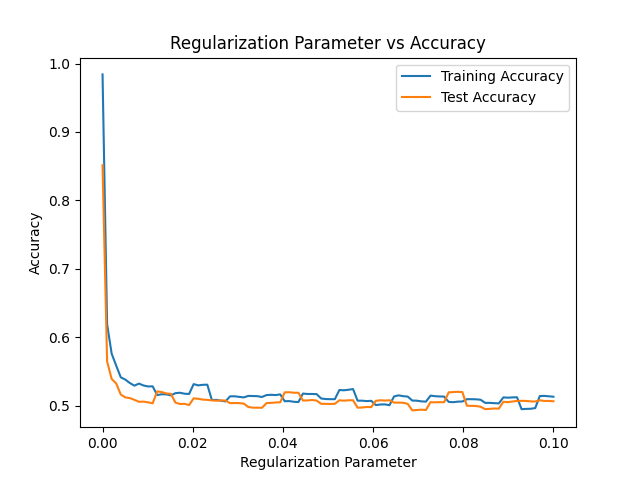 Regularization Parameter vs Accuracy
1.0
0.9
0.8
0.7
0.6
0.5
Accuracy
Training Accuracy
Test Accuracy
0.00 0.02 0.04 0.06 0.08 0.10
Regularization Parameter